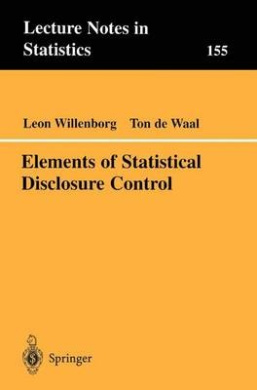 Lecture Notes in
Statistics 155
Leon Willenborg Ton de Waal
Elements of Statistical
Disclosure Control
Springer